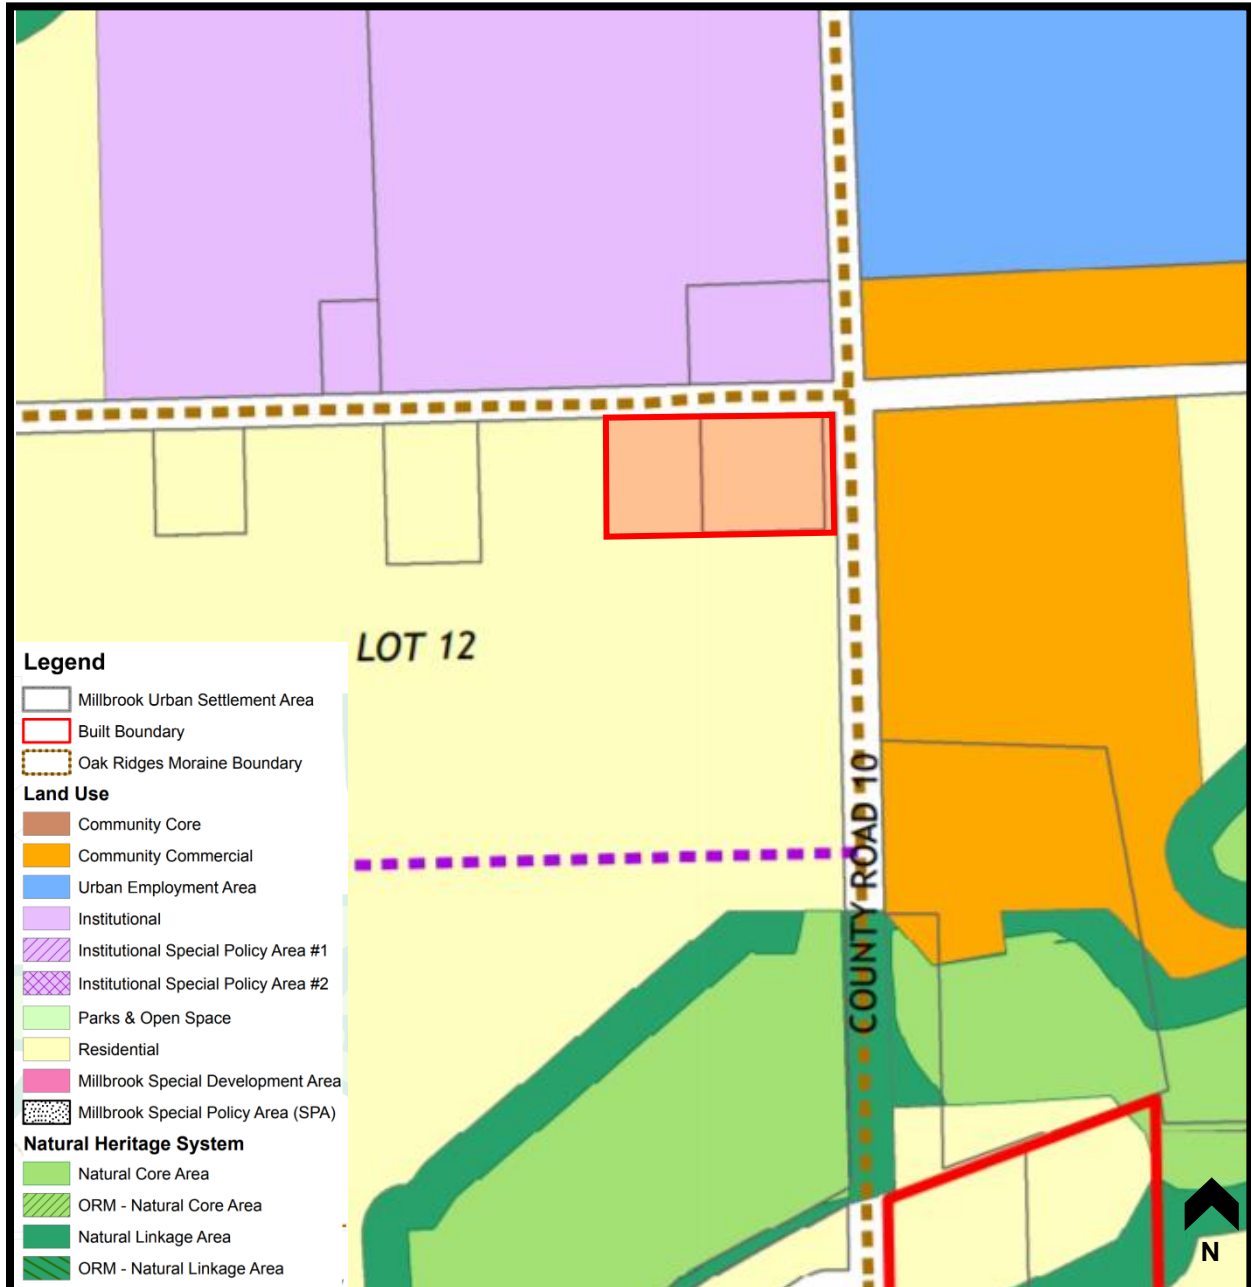 LOT 12
COUNTY ROAD 10
Legend
Millbrook Urban Settlement Area
Built Boundary
Oak Ridges Moraine Boundary
Land Use
Community Core
Community Commercial
Urban Employment Area
Institutional
Institutional Special Policy Area #1
Institutional Special Policy Area #2
Parks & Open Space
Residential
Millbrook Special Development Area
Millbrook Special Policy Area (SPA)
Natural Heritage System
Natural Core Area
ORM - Natural Core Area
Natural Linkage Area
ORM - Natural Linkage Area
N